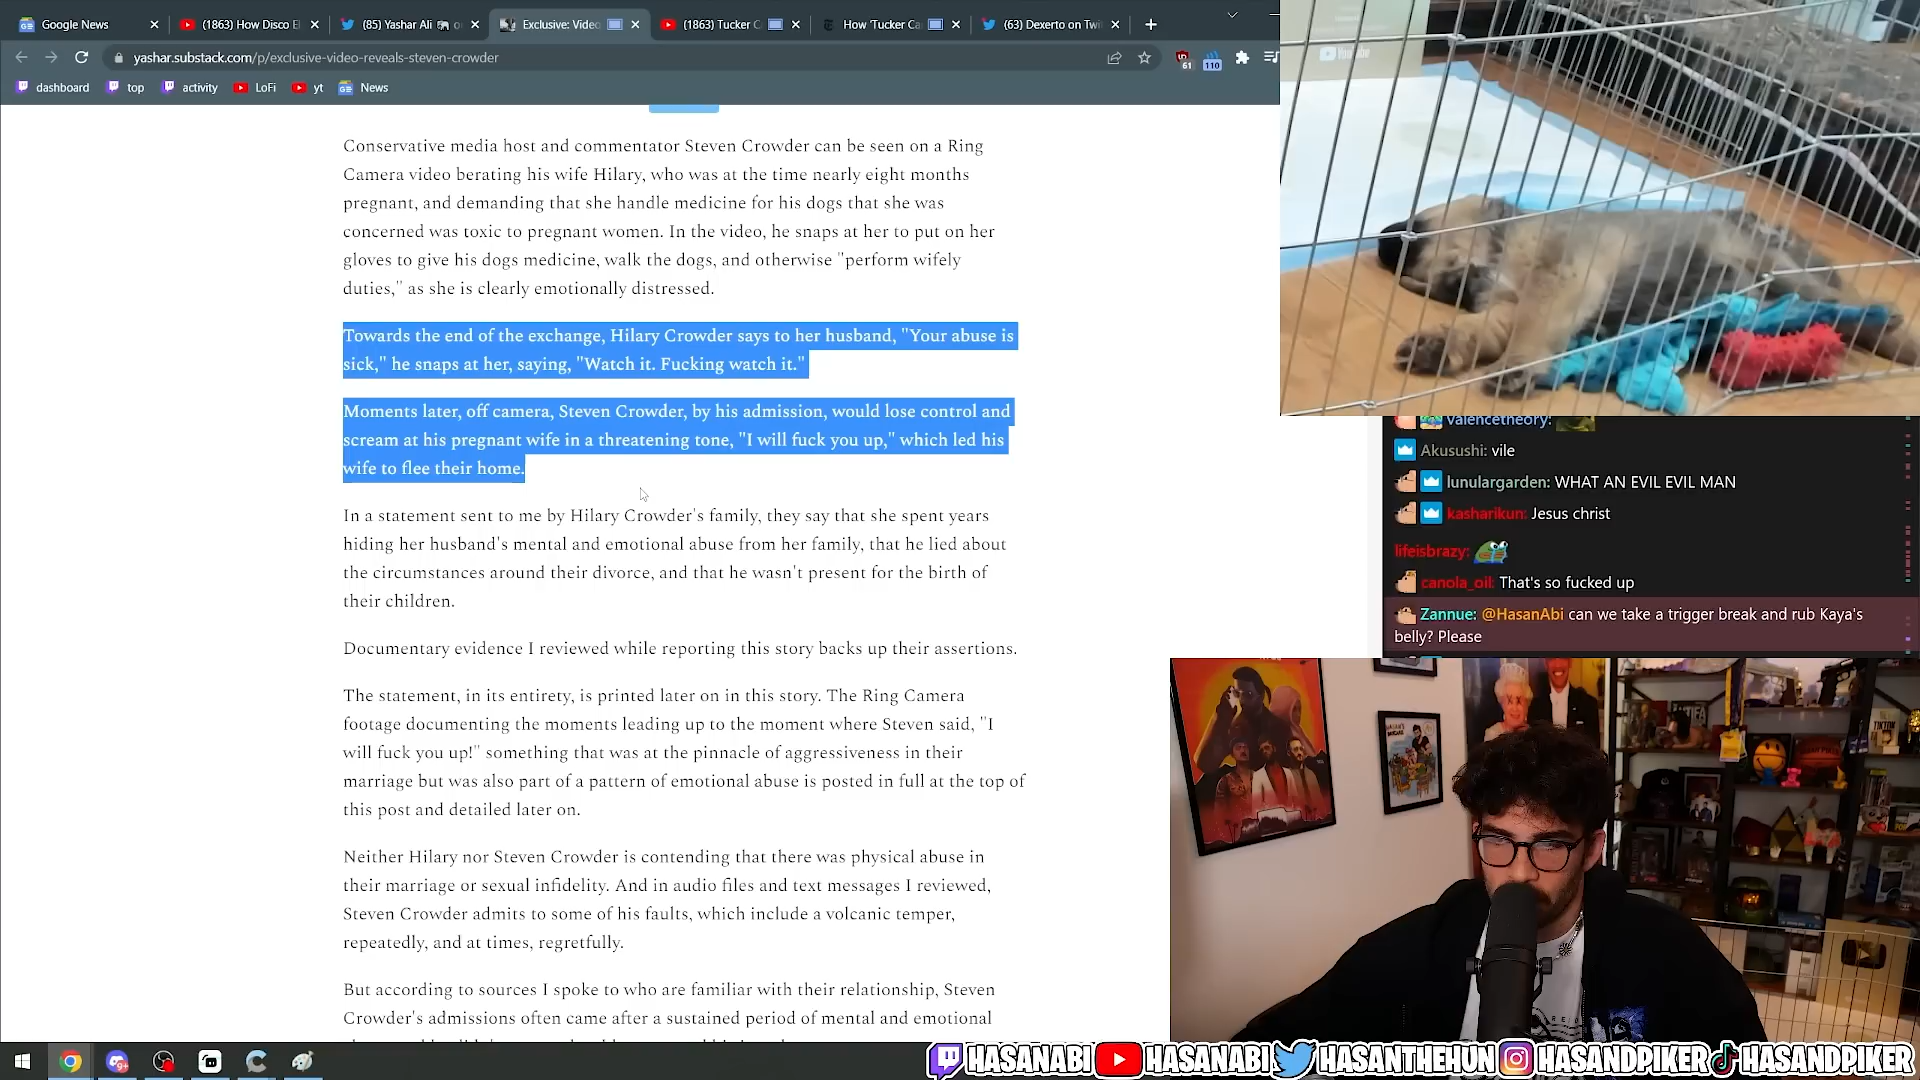 Google News
(1863) How Disco El
(85) Yashar Ali
Exclusive: Video
(1863) Tucker C
How 'Tucker Ca
(63) Dexerto on Twi
yashar.substack.com/p/exclusive-video-reveals-steven-crowder
61
110
dashboard
top
activity
LoFi
yt
News
YouTube
Conservative media host and commentator Steven Crowder can be seen on a Ring
Camera video berating his wife Hilary, who was at the time nearly eight months
pregnant, and demanding that she handle medicine for his dogs that she was
concerned was toxic to pregnant women. In the video, he snaps at her to put on her
gloves to give his dogs medicine, walk the dogs, and otherwise "perform wifely
duties," as she is clearly emotionally distressed.
Towards the end of the exchange, Hilary Crowder says to her husband, "Your abuse is
sick," he snaps at her, saying, "Watch it. Fucking watch it."
Moments later, off camera, Steven Crowder, by his admission, would lose control and
scream at his pregnant wife in a threatening tone, "I will fuck you up," which led his
wife to flee their home.
In a statement sent to me by Hilary Crowder's family, they say that she spent years
hiding her husband's mental and emotional abuse from her family, that he lied about
the circumstances around their divorce, and that he wasn't present for the birth of
their children.
Documentary evidence I reviewed while reporting this story backs up their assertions.
The statement, in its entirety, is printed later on in this story. The Ring Camera
footage documenting the moments leading up to the moment where Steven said, "I
will fuck you up!" something that was at the pinnacle of aggressiveness in their
marriage but was also part of a pattern of emotional abuse is posted in full at the top of
this post and detailed later on.
Neither Hilary nor Steven Crowder is contending that there was physical abuse in
their marriage or sexual infidelity. And in audio files and text messages I reviewed,
Steven Crowder admits to some of his faults, which include a volcanic temper,
repeatedly, and at times, regretfully.
But according to sources I spoke to who are familiar with their relationship, Steven
Crowder's admissions often came after a sustained period of mental and emotional
valencetheory:
Akusushi: vile
lunulargarden: WHAT AN EVIL EVIL MAN
kasharikun: Jesus christ
lifeisbrazy:
canola_oil: That's so fucked up
Zannue: @HasanAbi can we take a trigger break and rub Kaya's
belly? Please
TIKTOK
HASANABI HASANABI HASANTHEHUN HASANDPIKER HASANDPIKER